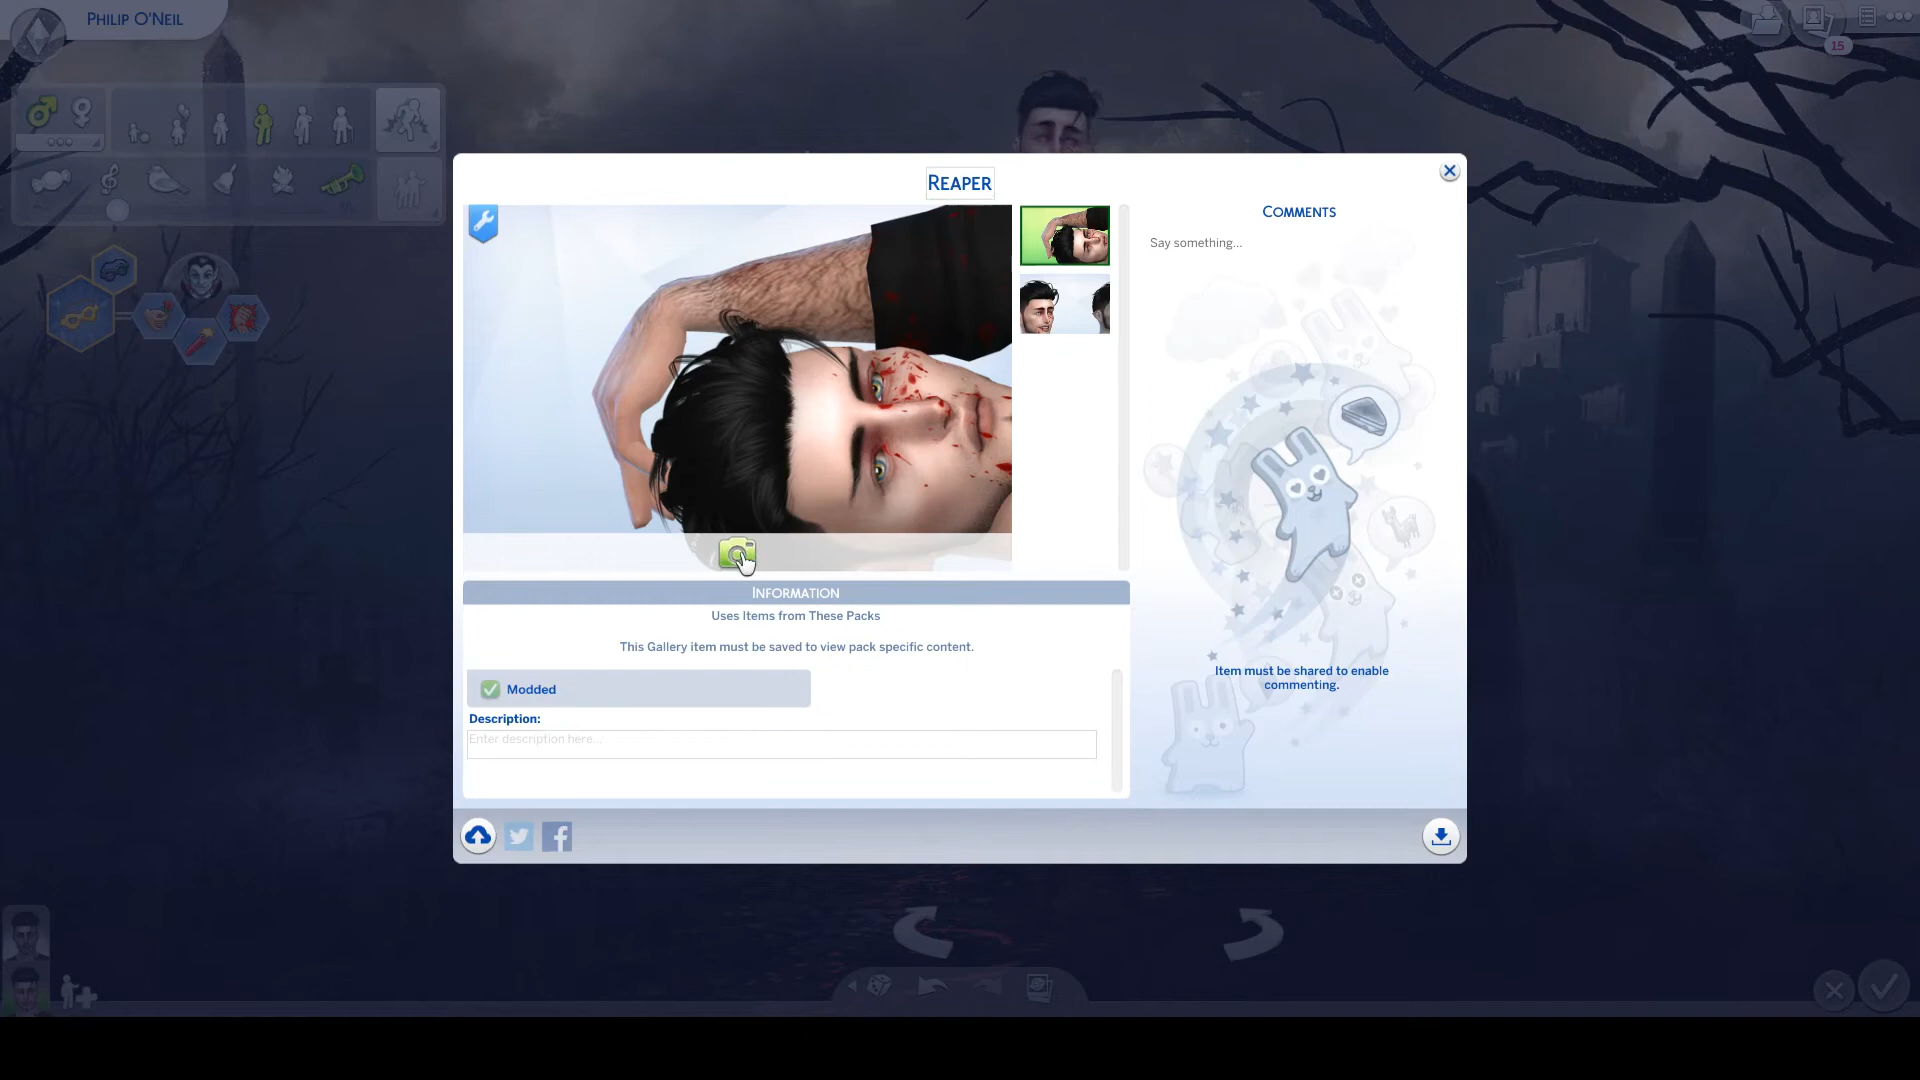 Philip O'Neil
15
Reaper
Comments
Say something...
Information
Uses Items from These Packs
This Gallery item must be saved to view pack specific content.
Modded
Description:
Enter description here...
Item must be shared to enable
commenting.